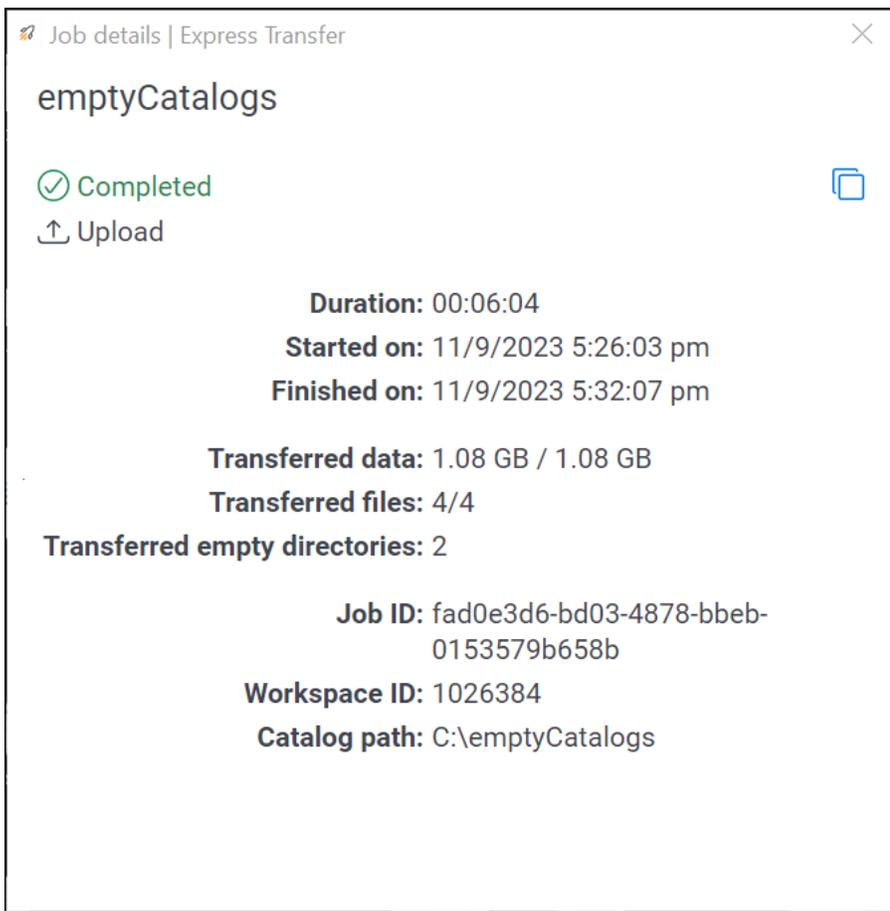 Job details | Express Transfer
emptyCatalogs
Completed
Upload
Duration: 00:06:04
Started on: 11/9/2023 5:26:03 pm
Finished on: 11/9/2023 5:32:07 pm
Transferred data: 1.08 GB / 1.08 GB
Transferred files: 4/4
Transferred empty directories: 2
Job ID: fad0e3d6-bd03-4878-bbeb-
0153579b658b
Workspace ID: 1026384
Catalog path: C:\emptyCatalogs